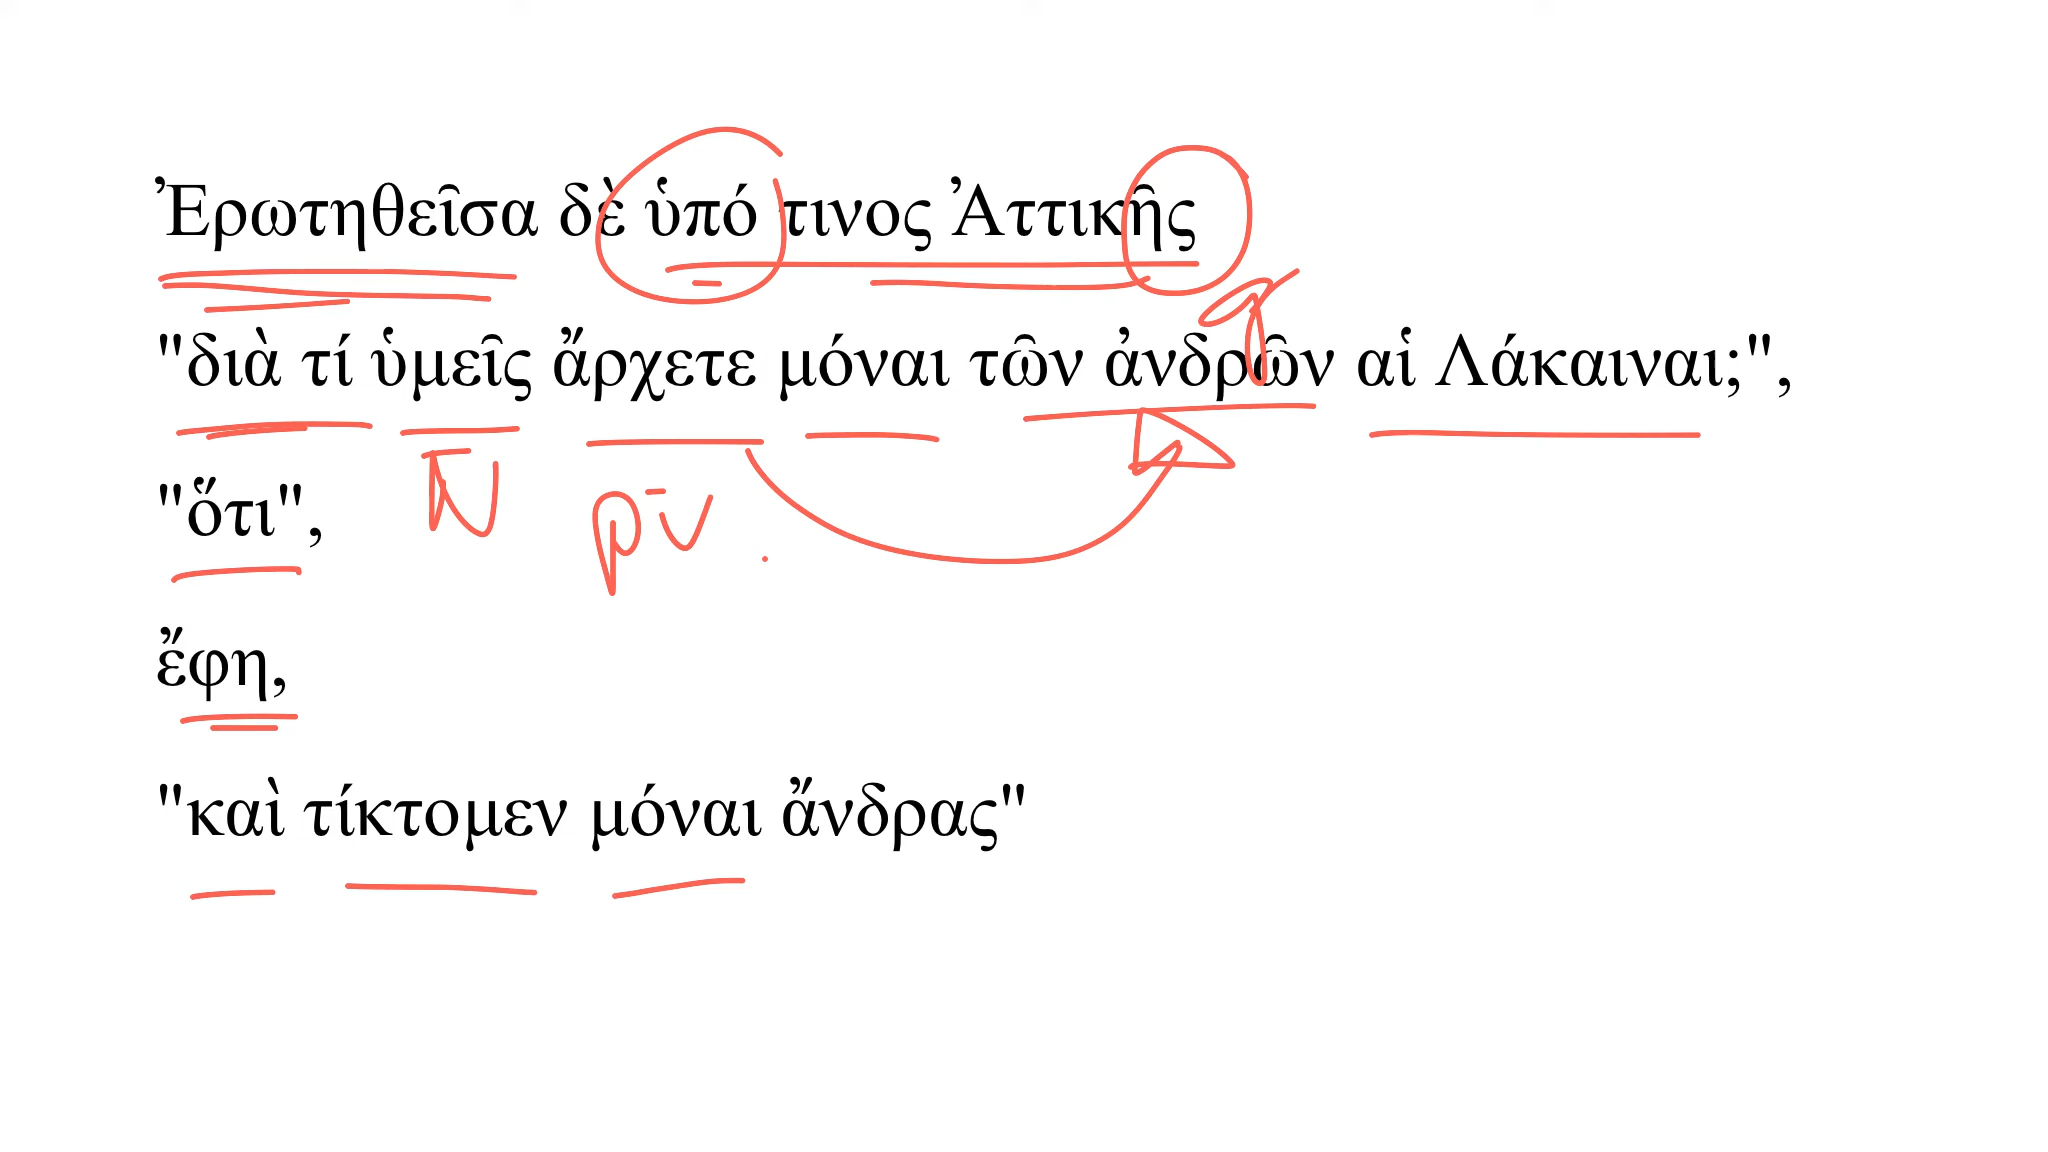 Ἐρωτηθεῖσα δὲ ὑπό τινος Ἀττικῆς
"διὰ τί ὑμεῖς ἄρχετε μόναι τῶν ἀνδρῶν αἱ Λάκαιναι;",
"ὅτι",
ἔφη,
"καὶ τίκτομεν μόναι ἄνδρας"